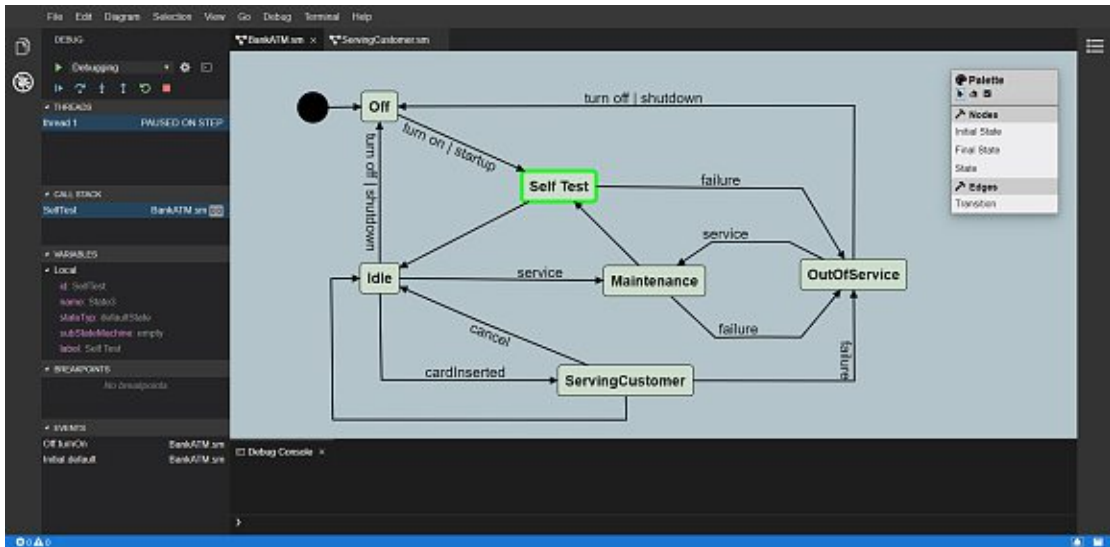 File Edit Diagram Selection View Go Debug Terminal Help
DEBUG
Debugging
THREADS
thread 1 PAUSED ON STEP
CALL STACK
SelfTest BankATM.sm
VARIABLES
Local
id: SelfTest
name: State3
stateTyp: defaultState
subStateMachine: empty
label: Self Test
BREAKPOINTS
No breakpoints
EVENTS
Off turnOn BankATM.sm
Initial default BankATM.sm
BankATM.sm × ServingCustomer.sm
Off
turn off | shutdown
turn on | startup
turn off | shutdown
Self Test
failure
service
Idle
service
Maintenance
OutOfService
failure
cancel
cardInserted
ServingCustomer
failure
Palette
Nodes
Initial State
Final State
State
Edges
Transition
Debug Console ×
0 0